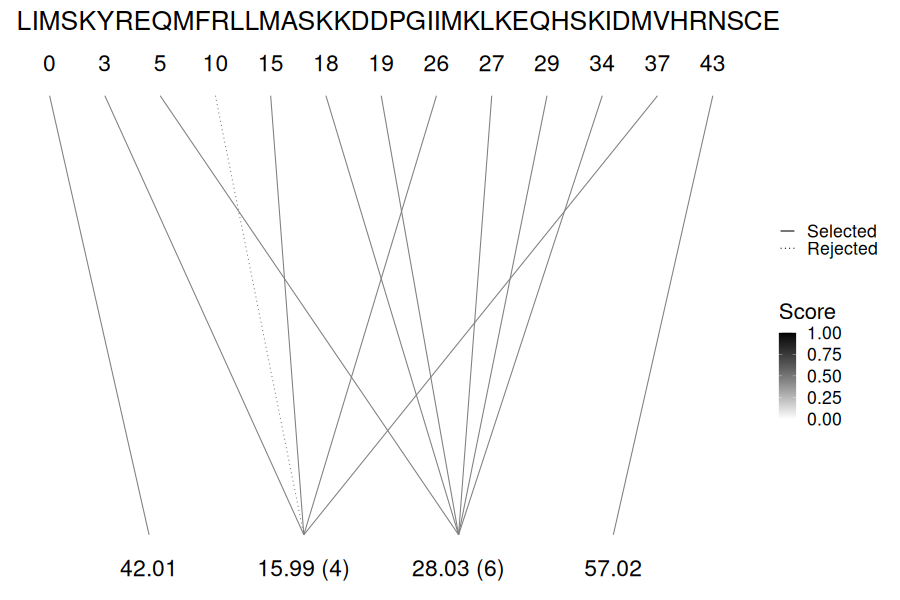 LIMSKYREQMFRLLMASKKDDPGIIMKLKEQHSKIDMVHRNSCE
0 3 5 10 15 18 19 26 27 29 34 37 43
Selected
Rejected
Score
1.00
0.75
0.50
0.25
0.00
42.01 15.99 (4) 28.03 (6) 57.02